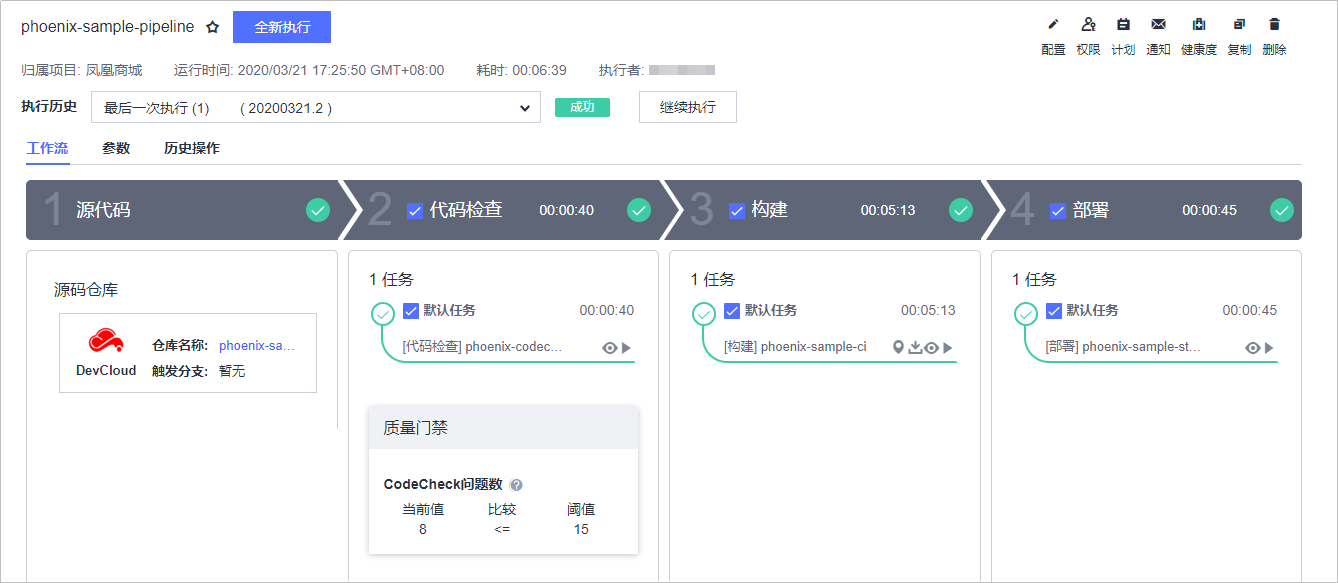 phoenix-sample-pipeline 全新执行
配置 权限 计划 通知 健康度 复制 删除
归属项目: 凤凰商城 运行时间: 2020/03/21 17:25:50 GMT+08:00 耗时: 00:06:39 执行者:
执行历史 最后一次执行 (1) ( 20200321.2 ) 成功 继续执行
工作流 参数 历史操作
1 源代码 2 代码检查 00:00:40 3 构建 00:05:13 4 部署 00:00:45
源码仓库
DevCloud
仓库名称: phoenix-sa...
触发分支: 暂无
1 任务
默认任务 00:00:40
[代码检查] phoenix-codec...
质量门禁
CodeCheck问题数 ?
当前值 比较 阈值
8 <= 15
1 任务
默认任务 00:05:13
[构建] phoenix-sample-ci
1 任务
默认任务 00:00:45
[部署] phoenix-sample-st...